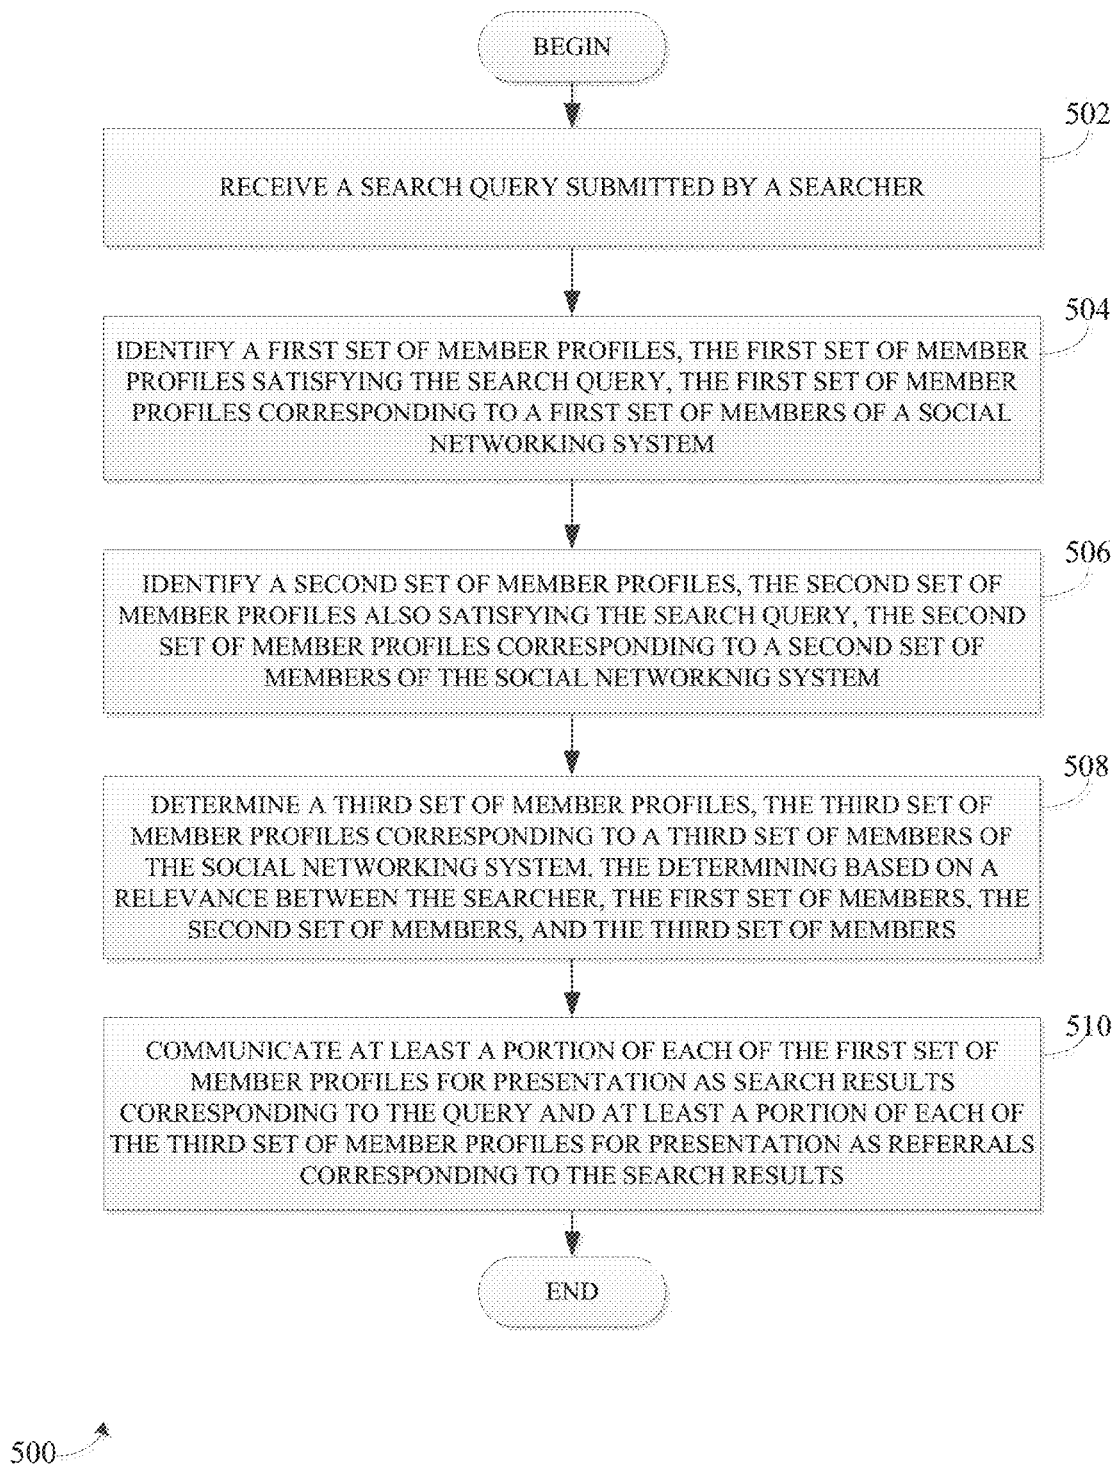 BEGIN
502
RECEIVE A SEARCH QUERY SUBMITTED BY A SEARCHER
504
IDENTIFY A FIRST SET OF MEMBER PROFILES, THE FIRST SET OF MEMBER
PROFILES SATISFYING THE SEARCH QUERY, THE FIRST SET OF MEMBER
PROFILES CORRESPONDING TO A FIRST SET OF MEMBERS OF A SOCIAL
NETWORKING SYSTEM
506
IDENTIFY A SECOND SET OF MEMBER PROFILES, THE SECOND SET OF
MEMBER PROFILES ALSO SATISFYING THE SEARCH QUERY, THE SECOND
SET OF MEMBER PROFILES CORRESPONDING TO A SECOND SET OF
MEMBERS OF THE SOCIAL NETWORKNIG SYSTEM
508
DETERMINE A THIRD SET OF MEMBER PROFILES, THE THIRD SET OF
MEMBER PROFILES CORRESPONDING TO A THIRD SET OF MEMBERS OF
THE SOCIAL NETWORKING SYSTEM, THE DETERMINING BASED ON A
RELEVANCE BETWEEN THE SEARCHER, THE FIRST SET OF MEMBERS, THE
SECOND SET OF MEMBERS, AND THE THIRD SET OF MEMBERS
510
COMMUNICATE AT LEAST A PORTION OF EACH OF THE FIRST SET OF
MEMBER PROFILES FOR PRESENTATION AS SEARCH RESULTS
CORRESPONDING TO THE QUERY AND AT LEAST A PORTION OF EACH OF
THE THIRD SET OF MEMBER PROFILES FOR PRESENTATION AS REFERRALS
CORRESPONDING TO THE SEARCH RESULTS
END
500